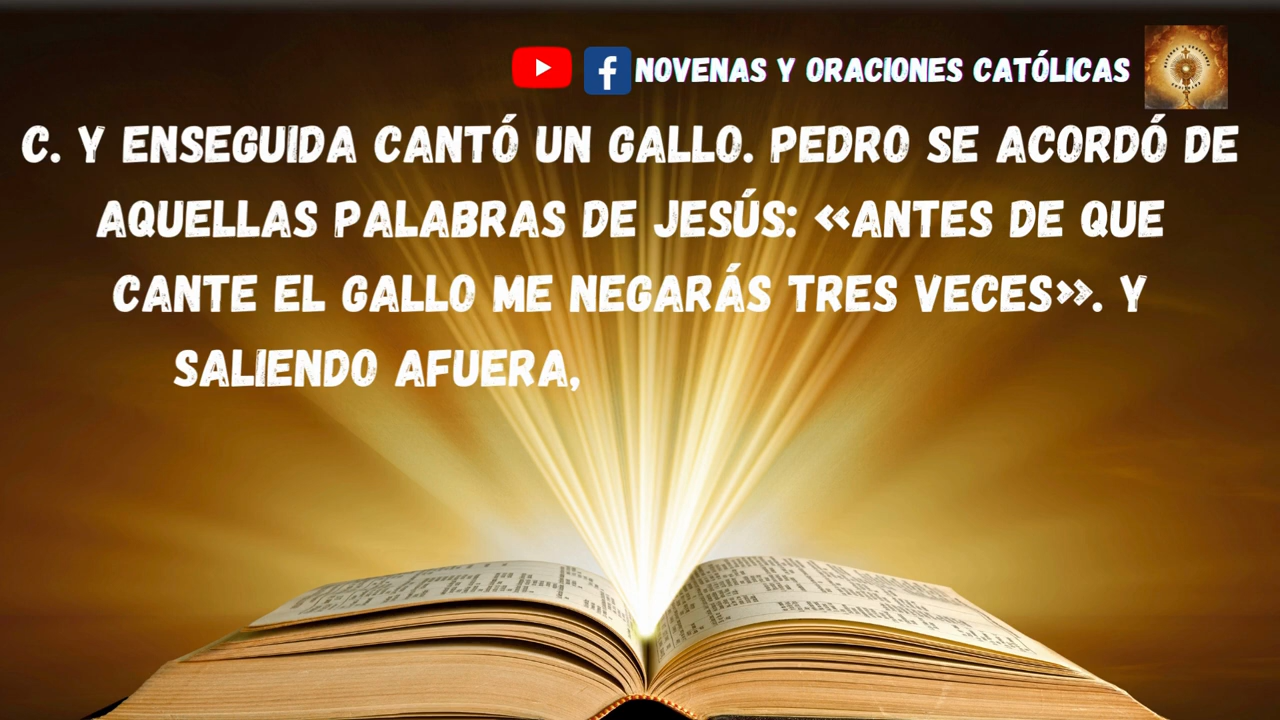 NOVENAS Y ORACIONES CATÓLICAS
C. Y ENSEGUIDA CANTÓ UN GALLO. PEDRO SE ACORDÓ DE
AQUELLAS PALABRAS DE JESÚS: «ANTES DE QUE
CANTE EL GALLO ME NEGARÁS TRES VECES». Y
SALIENDO AFUERA,